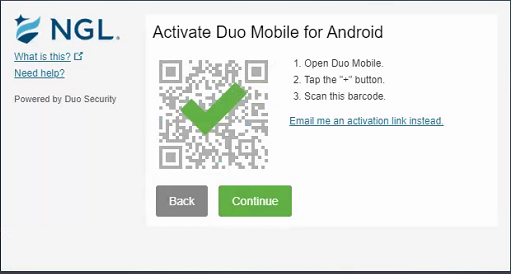 NGL.
What is this?
Need help?
Powered by Duo Security
Activate Duo Mobile for Android
1. Open Duo Mobile.
2. Tap the "+" button.
3. Scan this barcode.
Email me an activation link instead.
Back
Continue